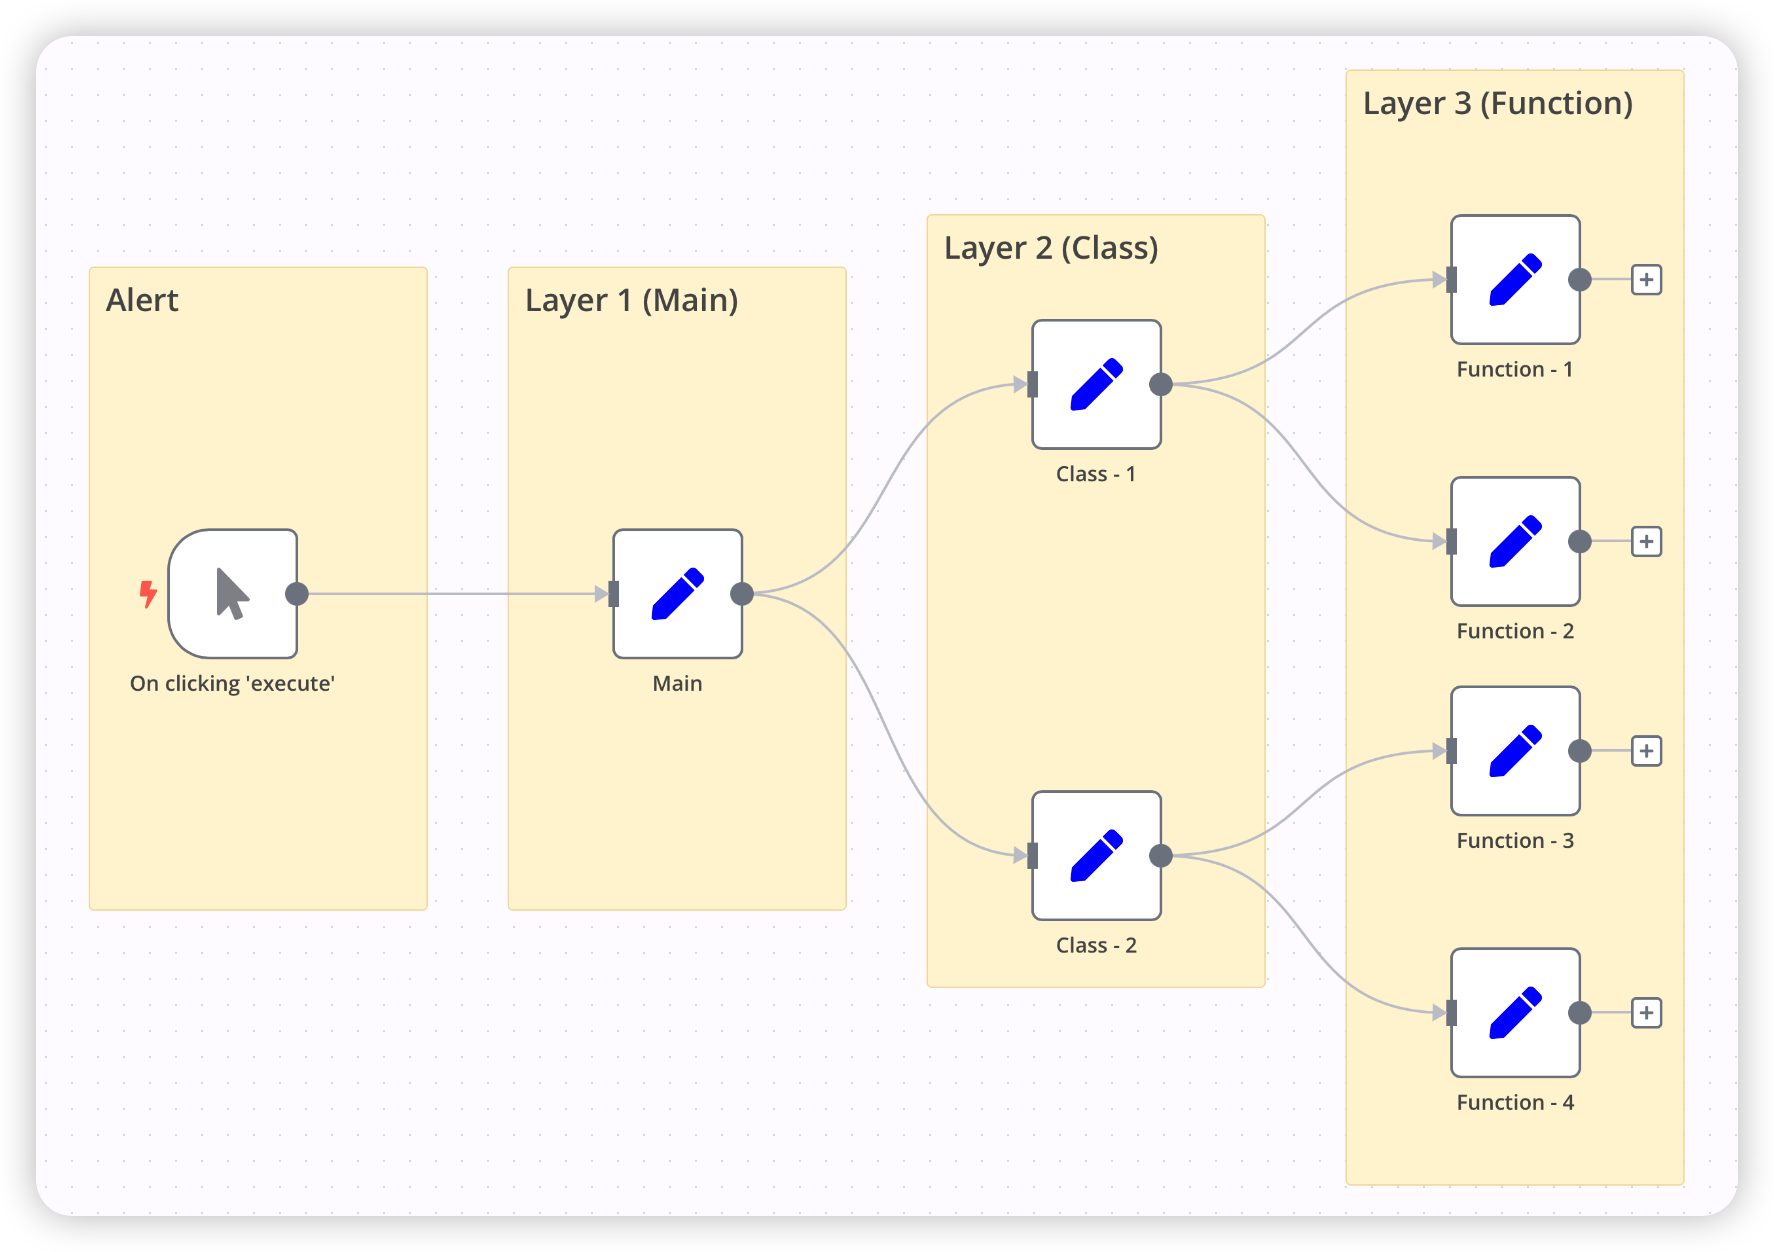 Alert
On clicking 'execute'
Layer 1 (Main)
Main
Layer 2 (Class)
Class - 1
Class - 2
Layer 3 (Function)
Function - 1
Function - 2
Function - 3
Function - 4